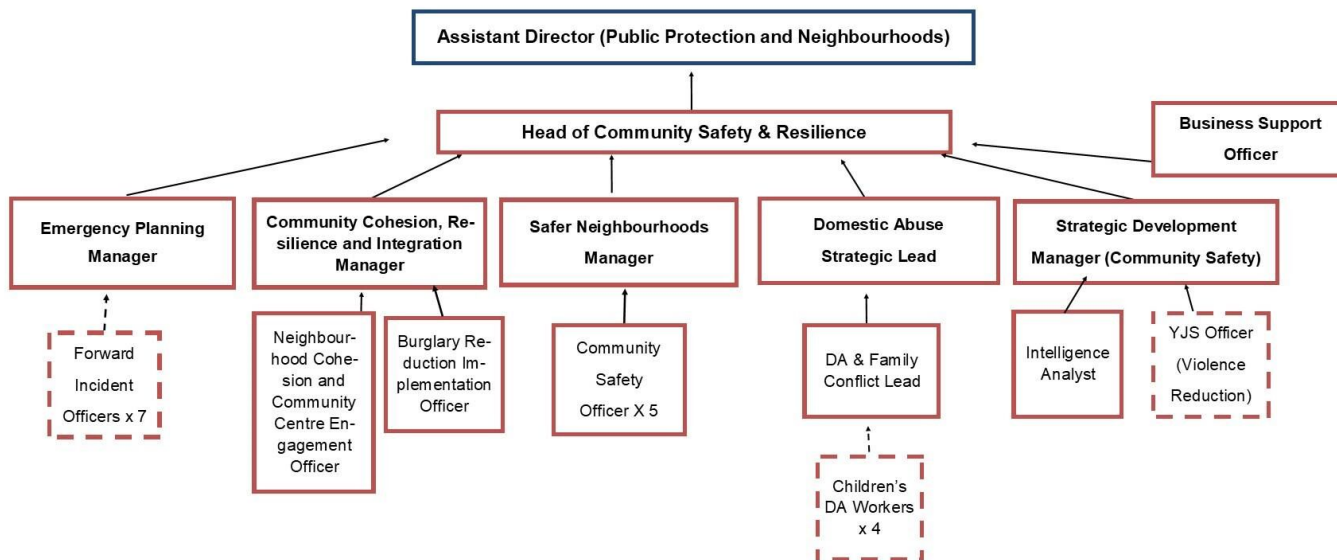 Assistant Director (Public Protection and Neighbourhoods)
Head of Community Safety & Resilience
Business Support
Officer
Emergency Planning
Manager
Community Cohesion, Re-
silience and Integration
Manager
Safer Neighbourhoods
Manager
Domestic Abuse
Strategic Lead
Strategic Development
Manager (Community Safety)
Forward
Incident
Officers x 7
Neighbour-
hood Cohe-
sion and
Community
Centre En-
gagement
Officer
Burglary Re-
duction Im-
plementation
Officer
Community
Safety
Officer X 5
DA & Family
Conflict Lead
Intelligence
Analyst
YJS Officer
(Violence
Reduction)
Children's
DA Workers
x 4